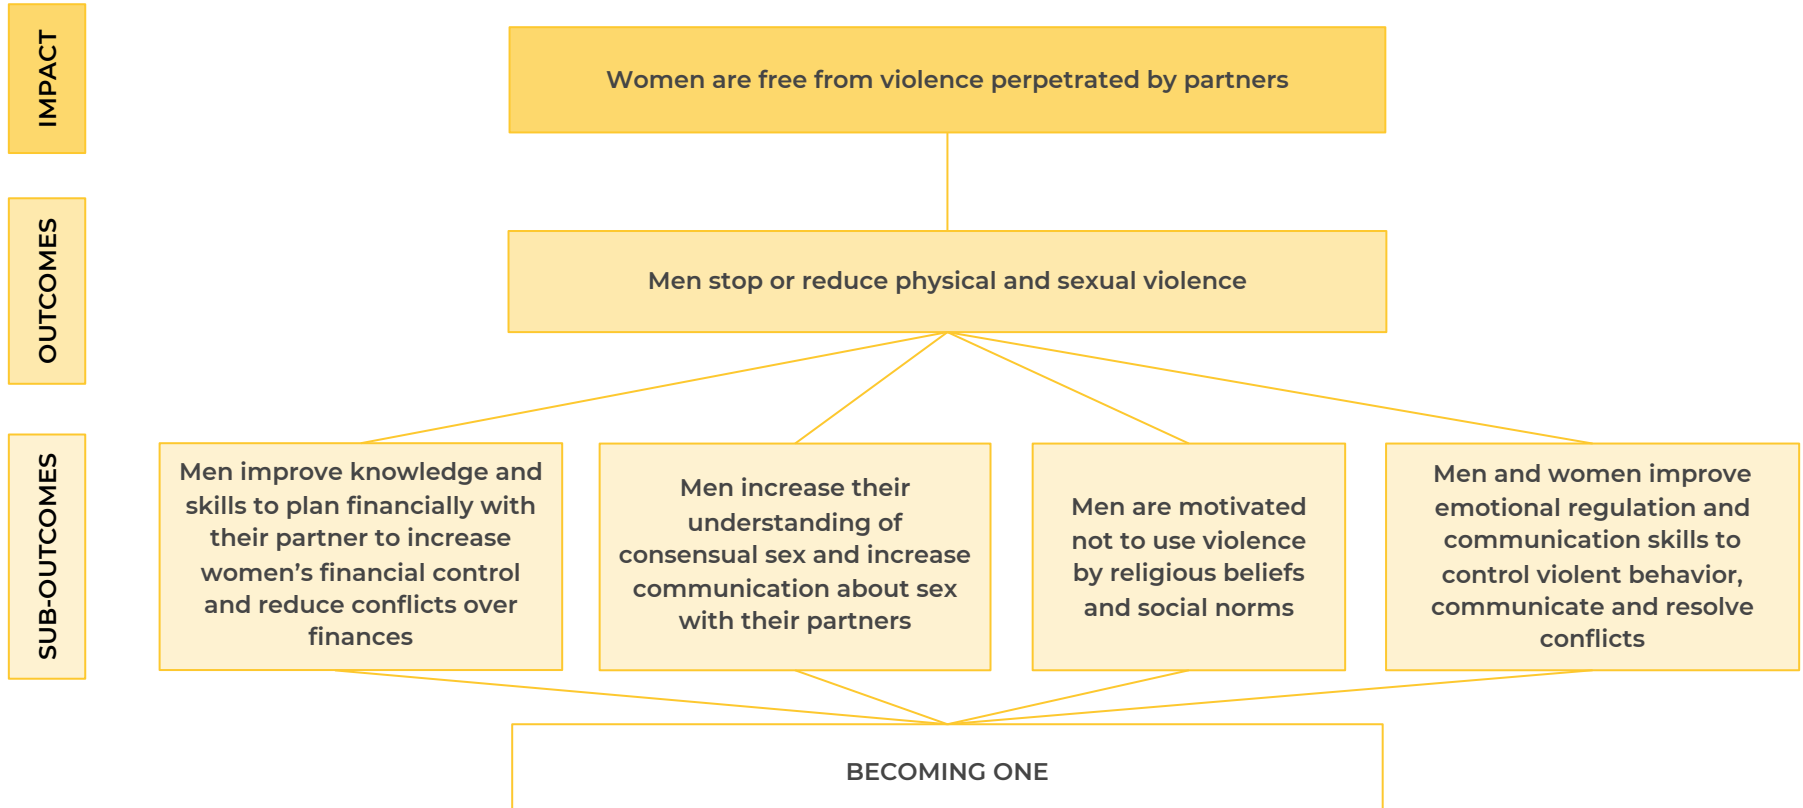 IMPACT
Women are free from violence perpetrated by partners
OUTCOMES
Men stop or reduce physical and sexual violence
SUB-OUTCOMES
Men improve knowledge and
skills to plan financially with
their partner to increase
women’s financial control
and reduce conflicts over
finances
Men increase their
understanding of
consensual sex and increase
communication about sex
with their partners
Men are motivated
not to use violence
by religious beliefs
and social norms
Men and women improve
emotional regulation and
communication skills to
control violent behavior,
communicate and resolve
conflicts
BECOMING ONE